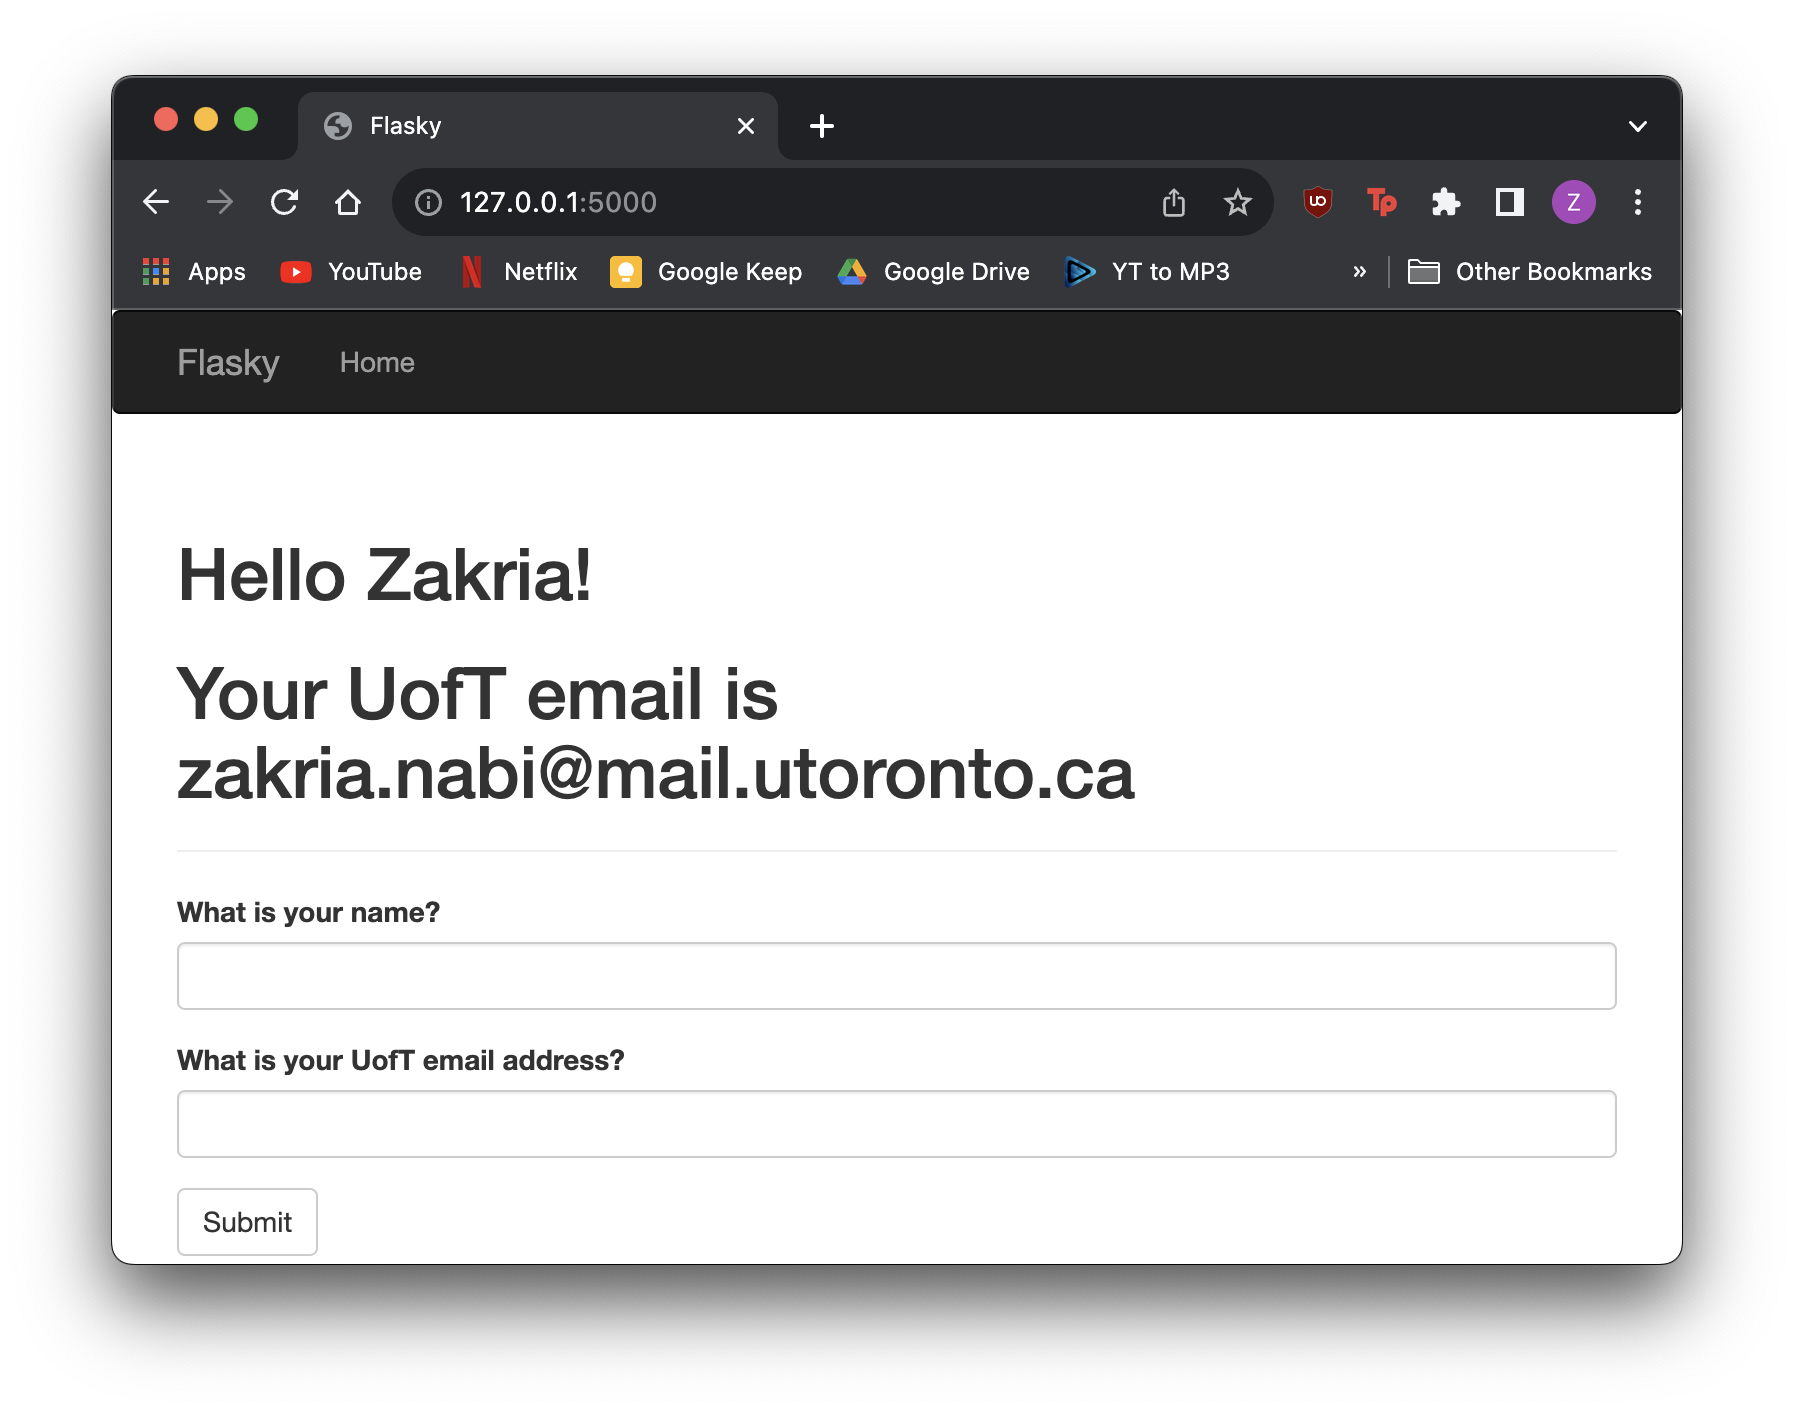 Flasky
127.0.0.1:5000
UO
Tp
Z
Apps YouTube Netflix Google Keep Google Drive YT to MP3 » Other Bookmarks
Flasky Home
Hello Zakria!
Your UofT email is
zakria.nabi@mail.utoronto.ca
What is your name?
What is your UofT email address?
Submit